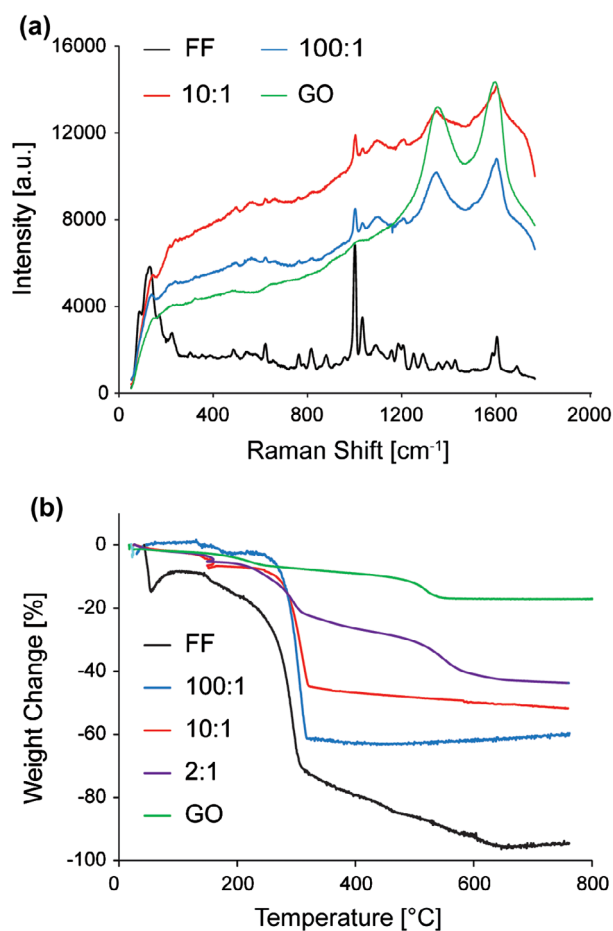 (a)
FF
100:1
10:1
GO
16000
12000
8000
4000
0
Intensity [a.u.]
0 400 800 1200 1600 2000
Raman Shift [cm-1]
(b)
0
-20
-40
-60
-80
-100
Weight Change [%]
FF
100:1
10:1
2:1
GO
0 200 400 600 800
Temperature [°C]